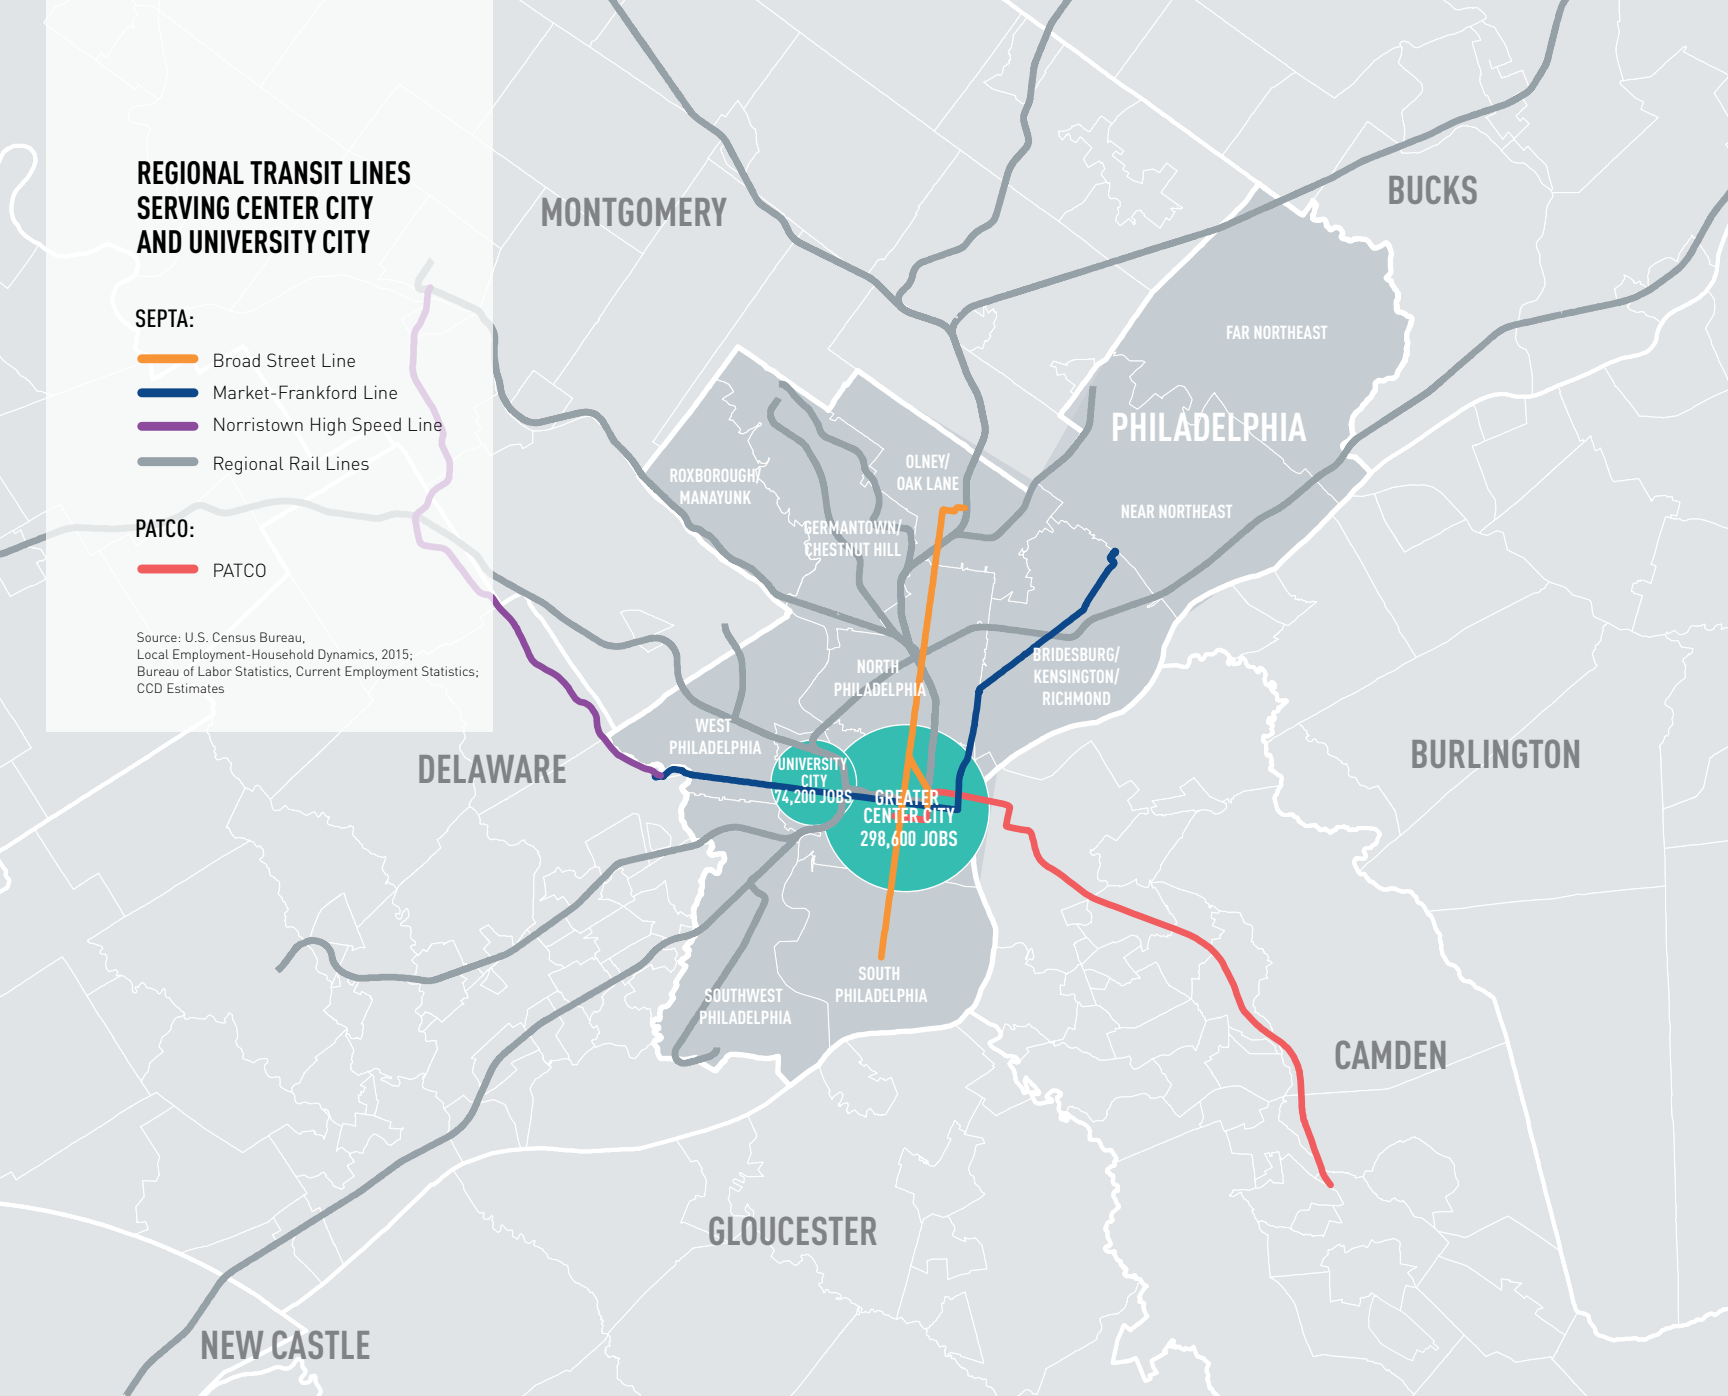 REGIONAL TRANSIT LINES
SERVING CENTER CITY
AND UNIVERSITY CITY
SEPTA:
Broad Street Line
Market-Frankford Line
Norristown High Speed Line
Regional Rail Lines
PATCO:
PATCO
Source: U.S. Census Bureau,
Local Employment-Household Dynamics, 2015;
Bureau of Labor Statistics, Current Employment Statistics;
CCD Estimates
MONTGOMERY
BUCKS
FAR NORTHEAST
PHILADELPHIA
ROXBOROUGH/
MANAYUNK
OLNEY/
OAK LANE
GERMANTOWN/
CHESTNUT HILL
NEAR NORTHEAST
NORTH
PHILADELPHIA
BRIDESBURG/
KENSINGTON/
RICHMOND
WEST
PHILADELPHIA
DELAWARE
UNIVERSITY
CITY
74,200 JOBS
GREATER
CENTER CITY
298,600 JOBS
BURLINGTON
SOUTH
PHILADELPHIA
SOUTHWEST
PHILADELPHIA
CAMDEN
GLOUCESTER
NEW CASTLE